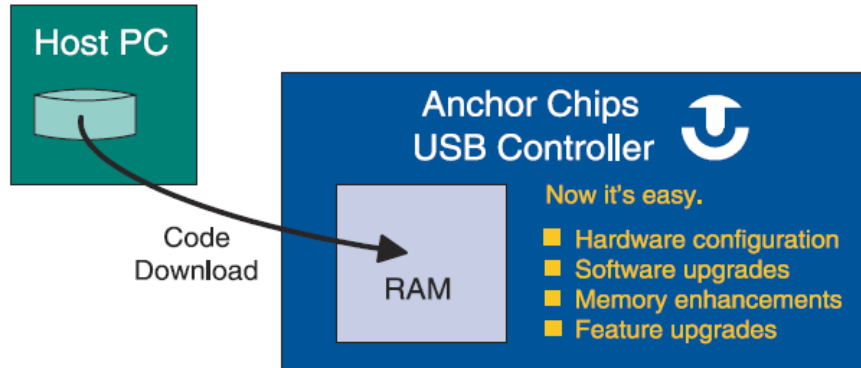 Host PC
Anchor Chips
USB Controller
Now it's easy.
Code
Download
RAM
Hardware configuration
Software upgrades
Memory enhancements
Feature upgrades